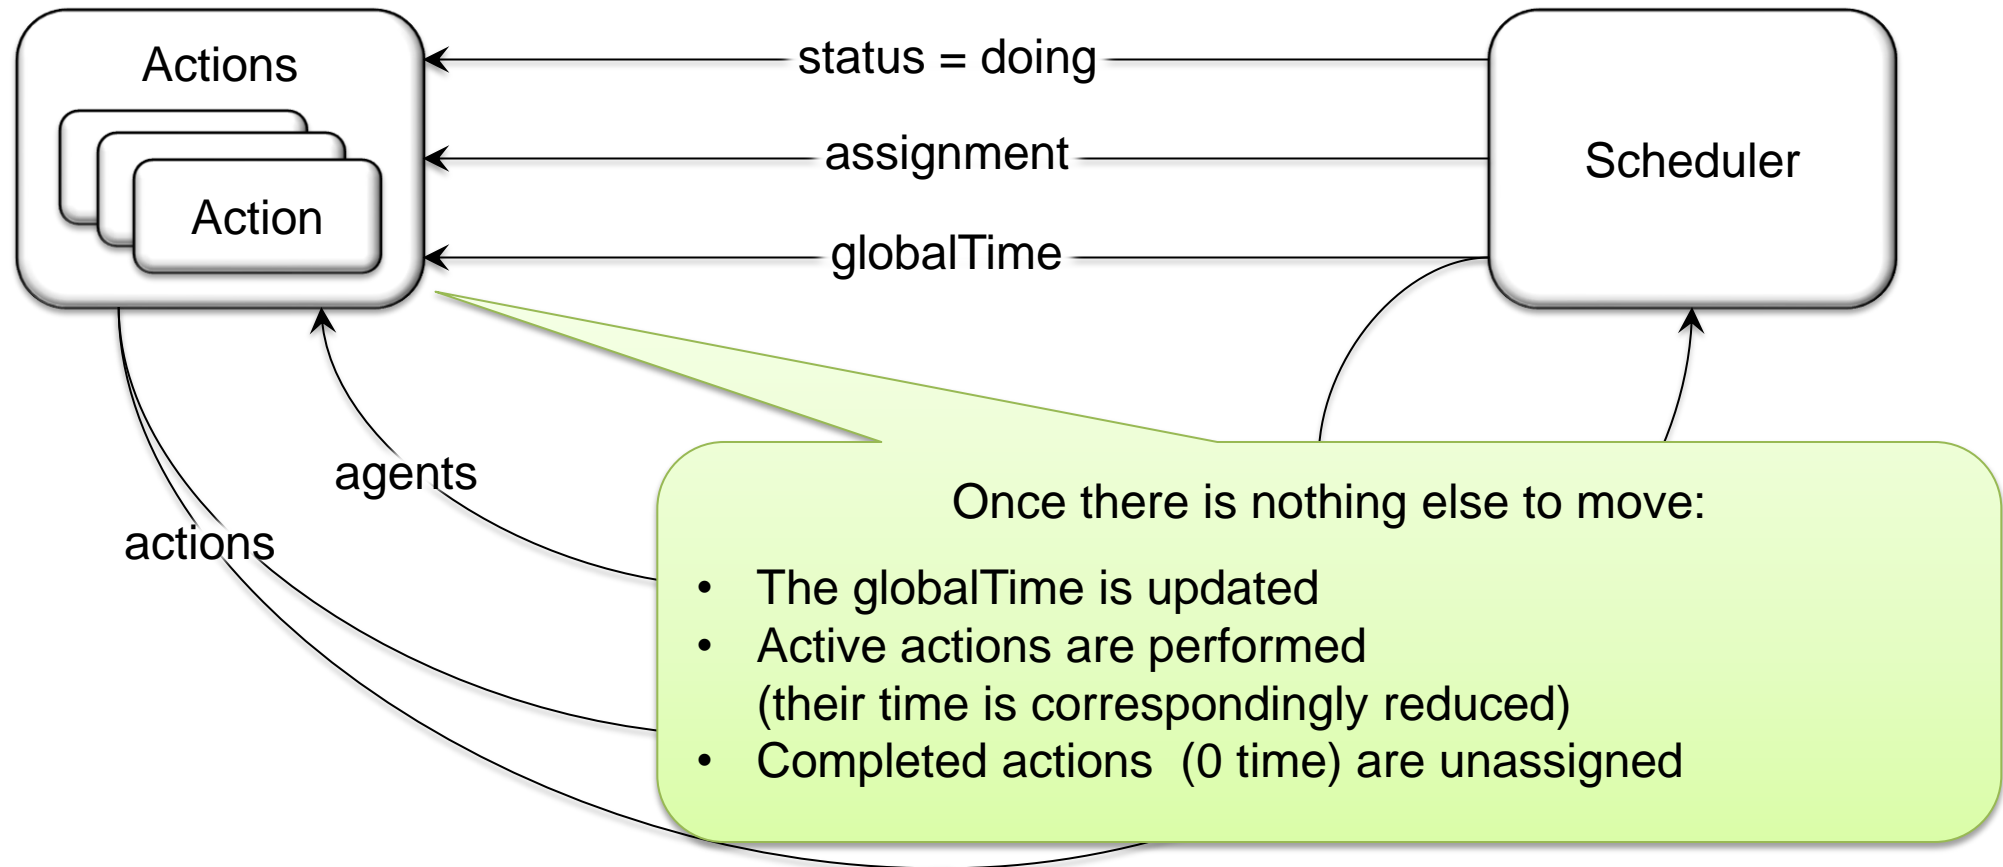 Actions
Action
status = doing
assignment
globalTime
Scheduler
agents
actions
Once there is nothing else to move:
• The globalTime is updated
• Active actions are performed
(their time is correspondingly reduced)
• Completed actions (0 time) are unassigned